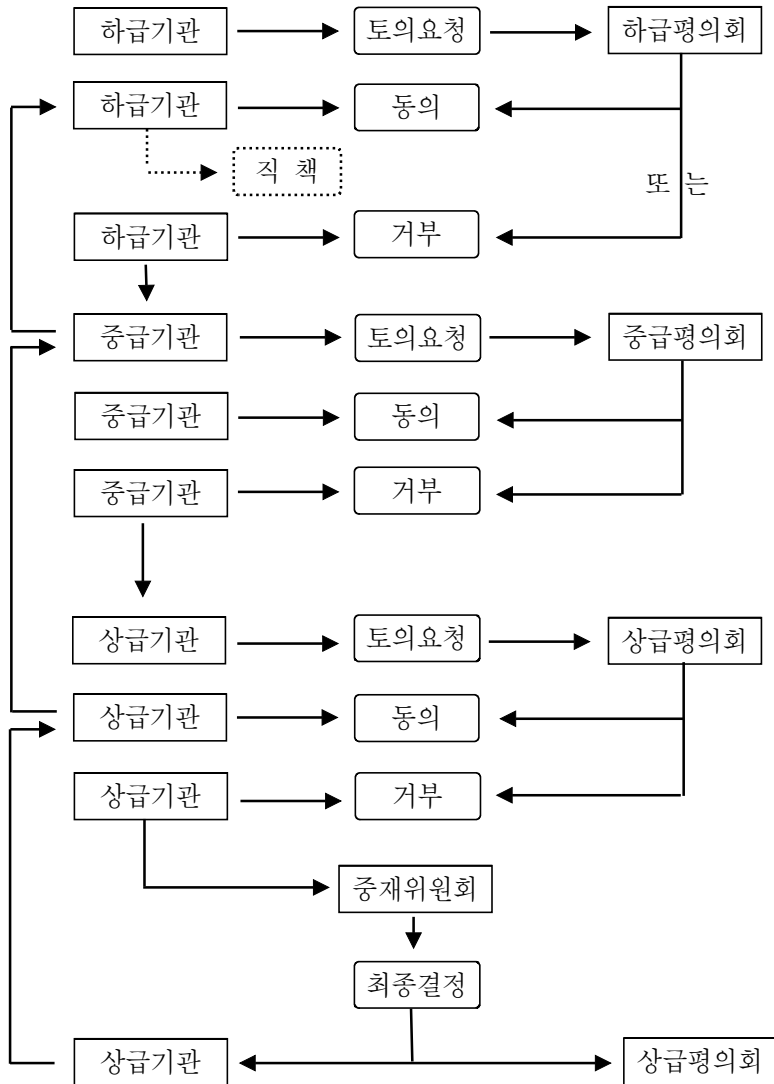 하급기관 토의요청 하급평의회
하급기관 동의
직 책
또 는
하급기관 거부
중급기관 토의요청 중급평의회
중급기관 동의
중급기관 거부
상급기관 토의요청 상급평의회
상급기관 동의
상급기관 거부
중재위원회
최종결정
상급기관 상급평의회